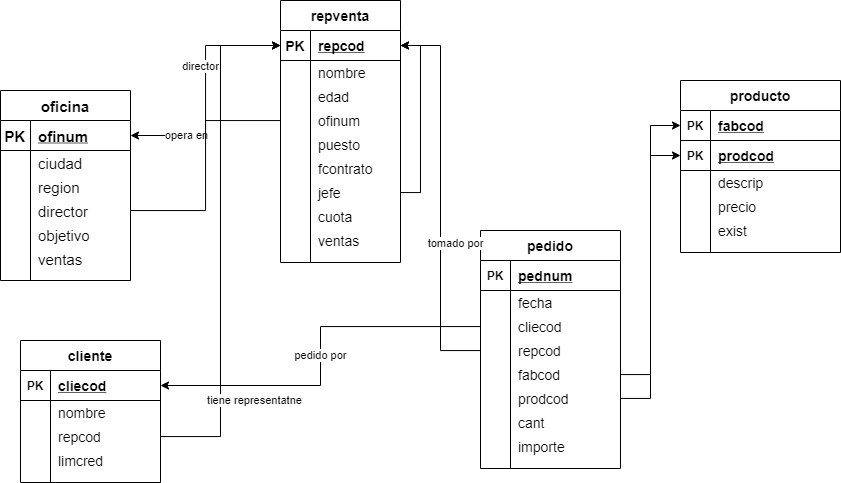 repventa
PK repcod
nombre
edad
ofinum
puesto
fcontrato
jefe
cuota
ventas
director
oficina
PK ofinum
ciudad
region
director
objetivo
ventas
opera en
producto
PK fabcod
PK prodcod
descrip
precio
exist
tomado por
pedido
PK pednum
fecha
cliecod
repcod
fabcod
prodcod
cant
importe
pedido por
cliente
PK cliecod
nombre
repcod
limcred
tiene representatne